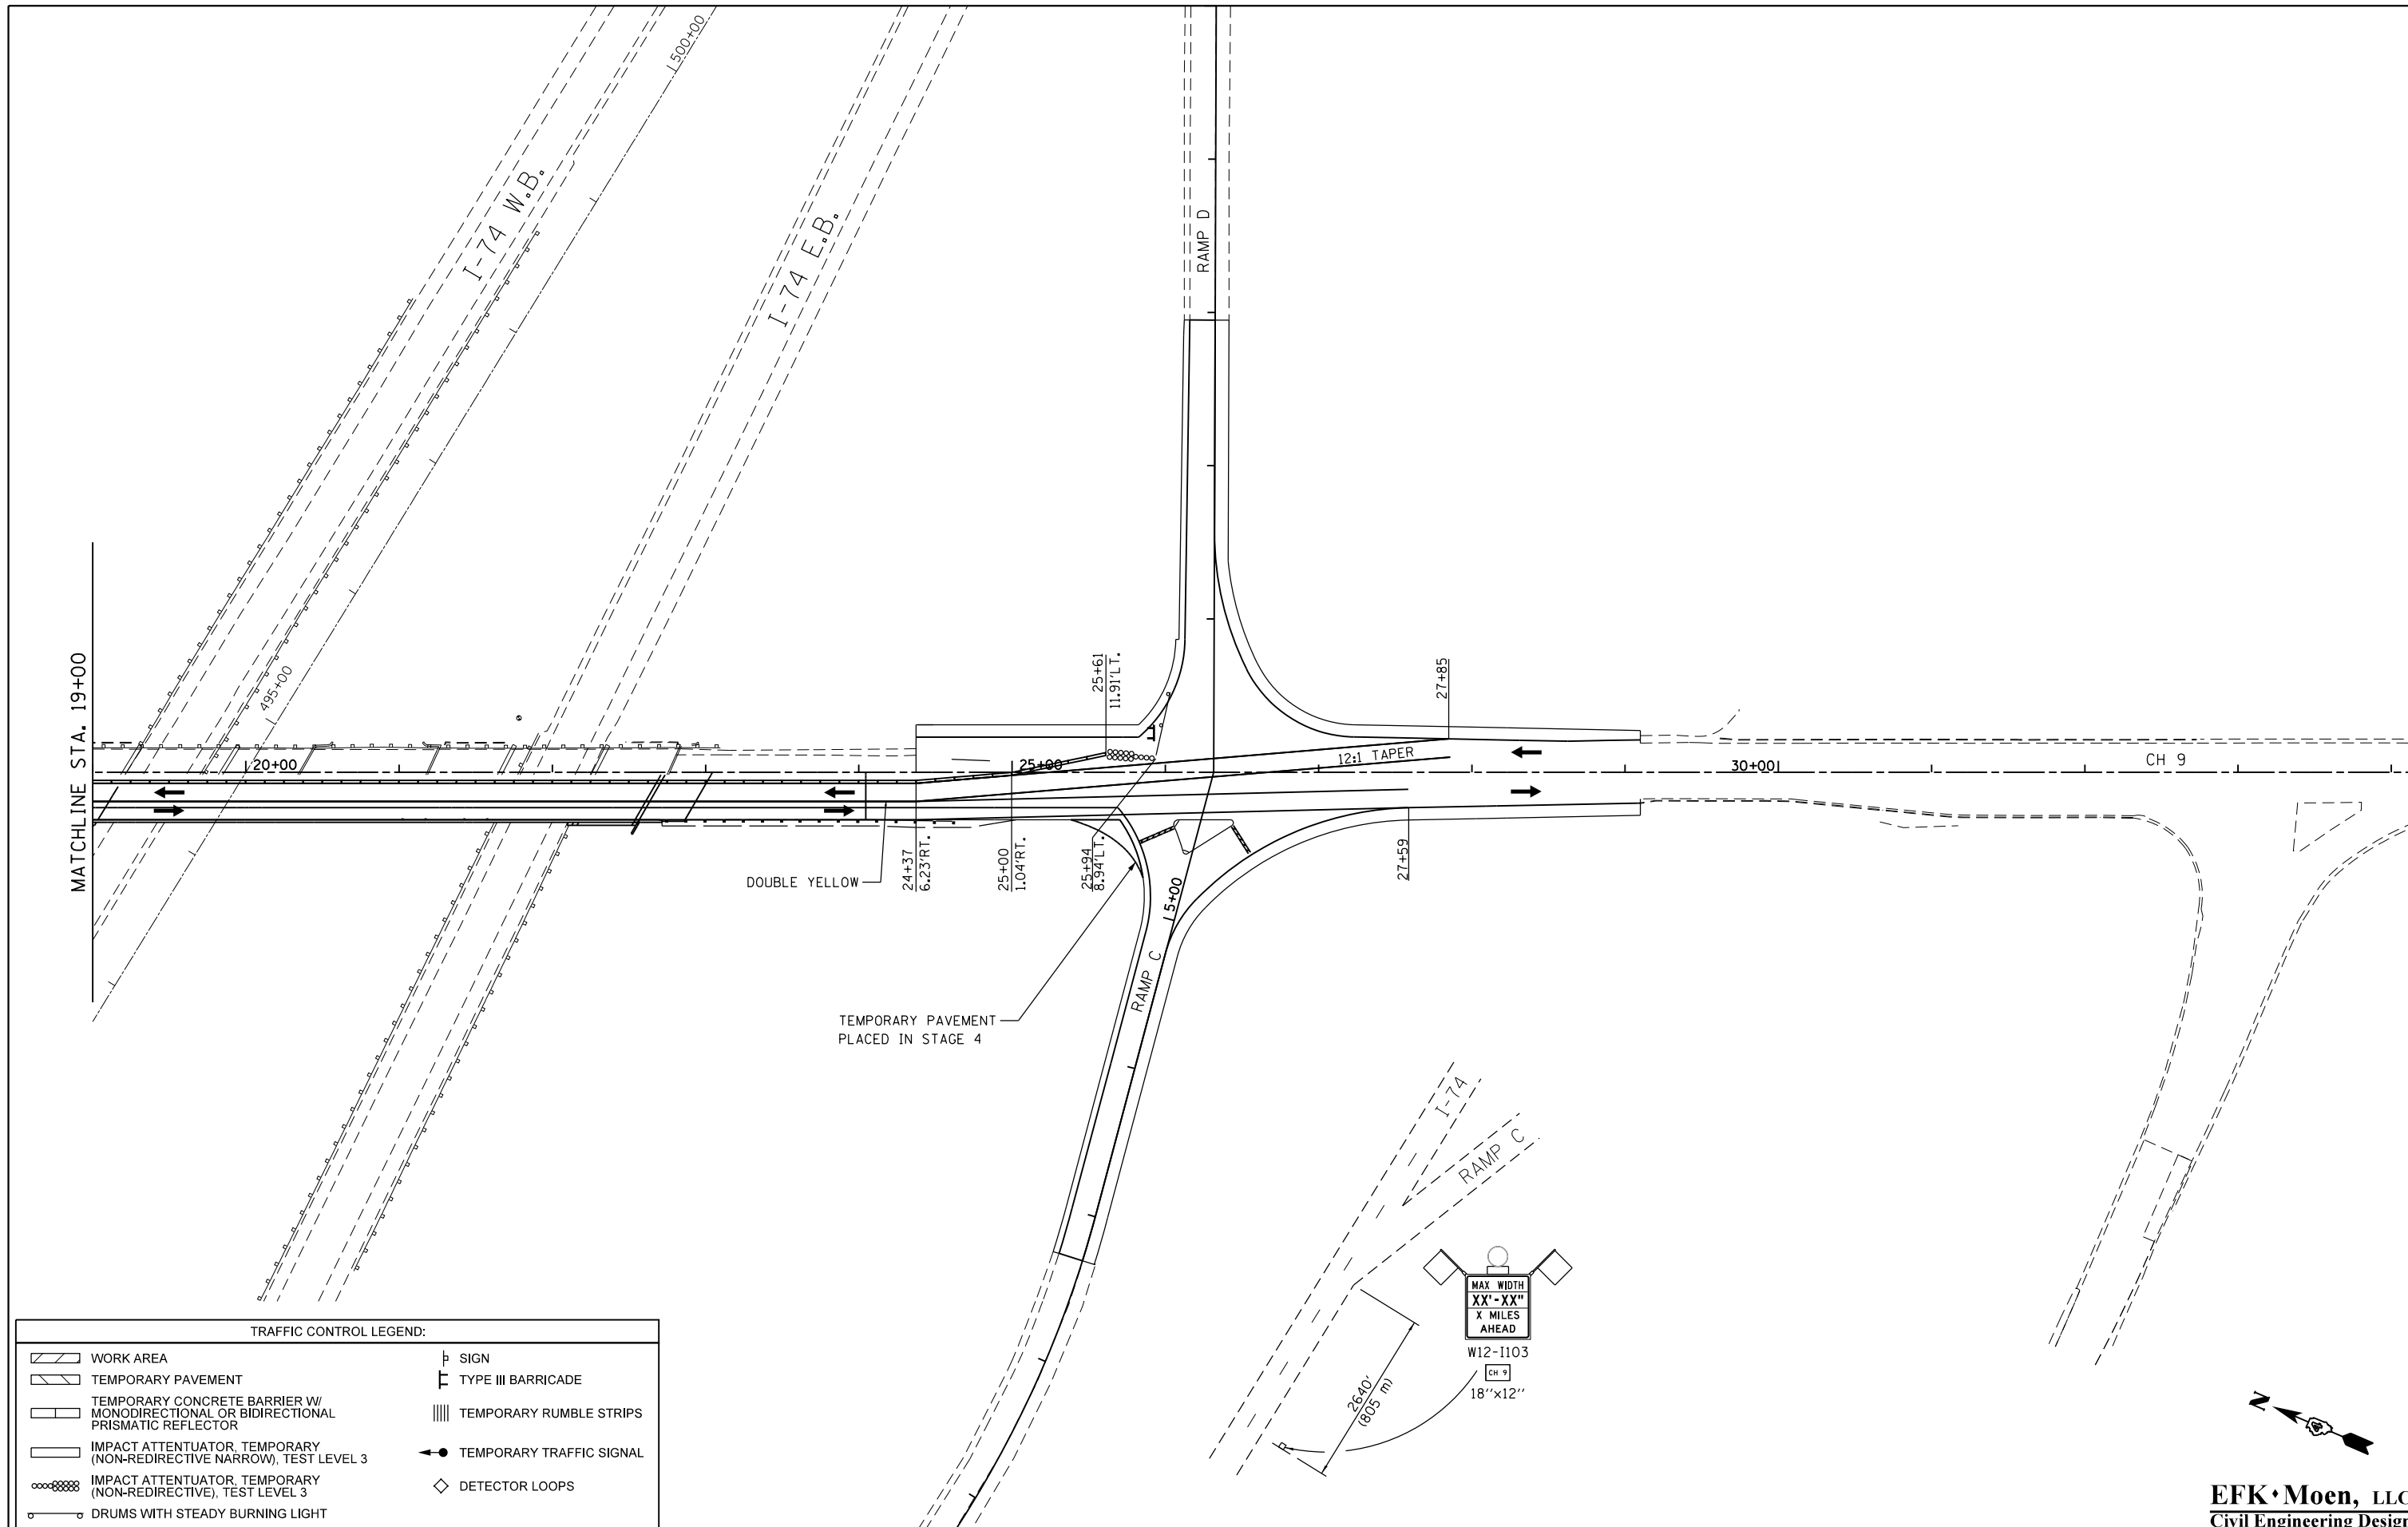 500+00
I-74 W.B.
I-74 E.B.
RAMP D
MATCHLINE STA. 19+00
495+00
25+61
11.91'LT.
27+85
20+00
25+00
12:1 TAPER
30+00
CH 9
DOUBLE YELLOW
24+37
6.23'RT.
25+00
1.04'RT.
25+94
8.94'LT.
27+59
15+00
RAMP C
TEMPORARY PAVEMENT
PLACED IN STAGE 4
I-74
RAMP C
MAX WIDTH
XX'-XX"
X MILES
AHEAD
W12-I103
CH 9
18''x12''
2640'
(805 m)
TRAFFIC CONTROL LEGEND:
WORK AREA
TEMPORARY PAVEMENT
TEMPORARY CONCRETE BARRIER W/
MONODIRECTIONAL OR BIDIRECTIONAL
PRISMATIC REFLECTOR
IMPACT ATTENTUATOR, TEMPORARY
(NON-REDIRECTIVE NARROW), TEST LEVEL 3
IMPACT ATTENTUATOR, TEMPORARY
(NON-REDIRECTIVE), TEST LEVEL 3
DRUMS WITH STEADY BURNING LIGHT
SIGN
TYPE III BARRICADE
TEMPORARY RUMBLE STRIPS
TEMPORARY TRAFFIC SIGNAL
DETECTOR LOOPS
N
EFK•Moen, LLC
Civil Engineering Design